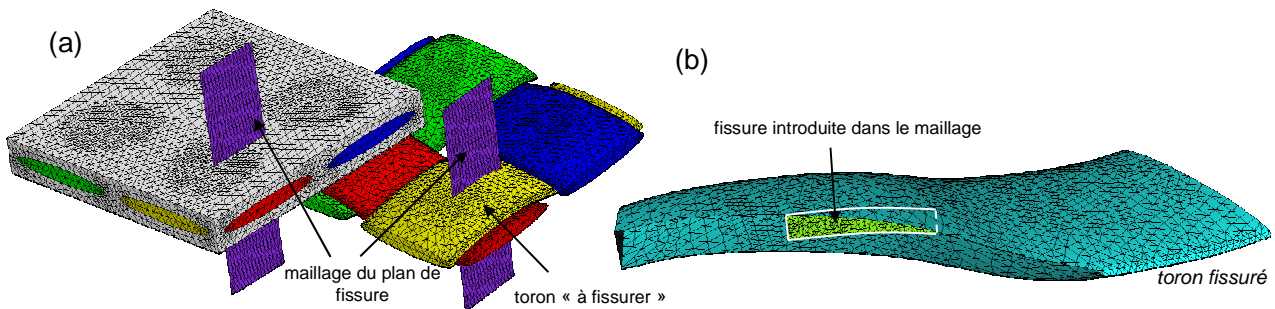 (a)
(b)
fissure introduite dans le maillage
maillage du plan de
fissure
toron « à fissurer »
toron fissuré